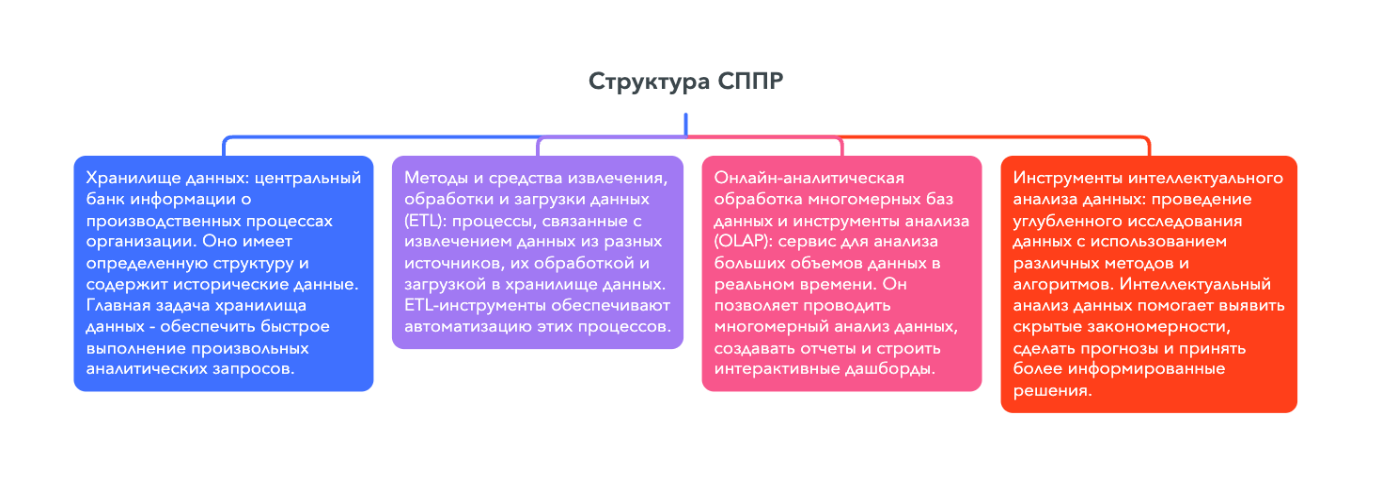 Структура СППР
Хранилище данных: центральный
банк информации о
производственных процессах
организации. Оно имеет
определенную структуру и
содержит исторические данные.
Главная задача хранилища
данных - обеспечить быстрое
выполнение произвольных
аналитических запросов.
Методы и средства извлечения,
обработки и загрузки данных
(ETL): процессы, связанные с
извлечением данных из разных
источников, их обработкой и
загрузкой в хранилище данных.
ETL-инструменты обеспечивают
автоматизацию этих процессов.
Онлайн-аналитическая
обработка многомерных баз
данных и инструменты анализа
(OLAP): сервис для анализа
больших объемов данных в
реальном времени. Он
позволяет проводить
многомерный анализ данных,
создавать отчеты и строить
интерактивные дашборды.
Инструменты интеллектуального
анализа данных: проведение
углубленного исследования
данных с использованием
различных методов и
алгоритмов. Интеллектуальный
анализ данных помогает выявить
скрытые закономерности,
сделать прогнозы и принять
более информированные
решения.